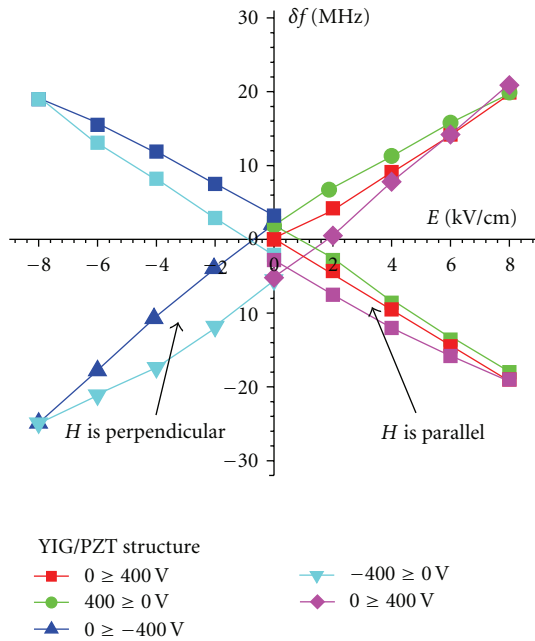 δf (MHz)
30
20
10
E (kV/cm)
−8 −6 −4 −2 0 2 4 6 8
−10
−20
−30
H is perpendicular
H is parallel
YIG/PZT structure
0 ≥ 400 V
400 ≥ 0 V
0 ≥ −400 V
−400 ≥ 0 V
0 ≥ 400 V